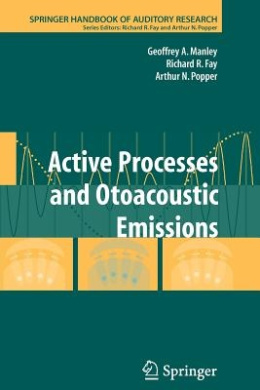 SPRINGER HANDBOOK OF AUDITORY RESEARCH
Series Editors: Richard R. Fay and Arthur N. Popper
Geoffrey A. Manley
Richard R. Fay
Arthur N. Popper
Active Processes
and Otoacoustic
Emissions
Springer